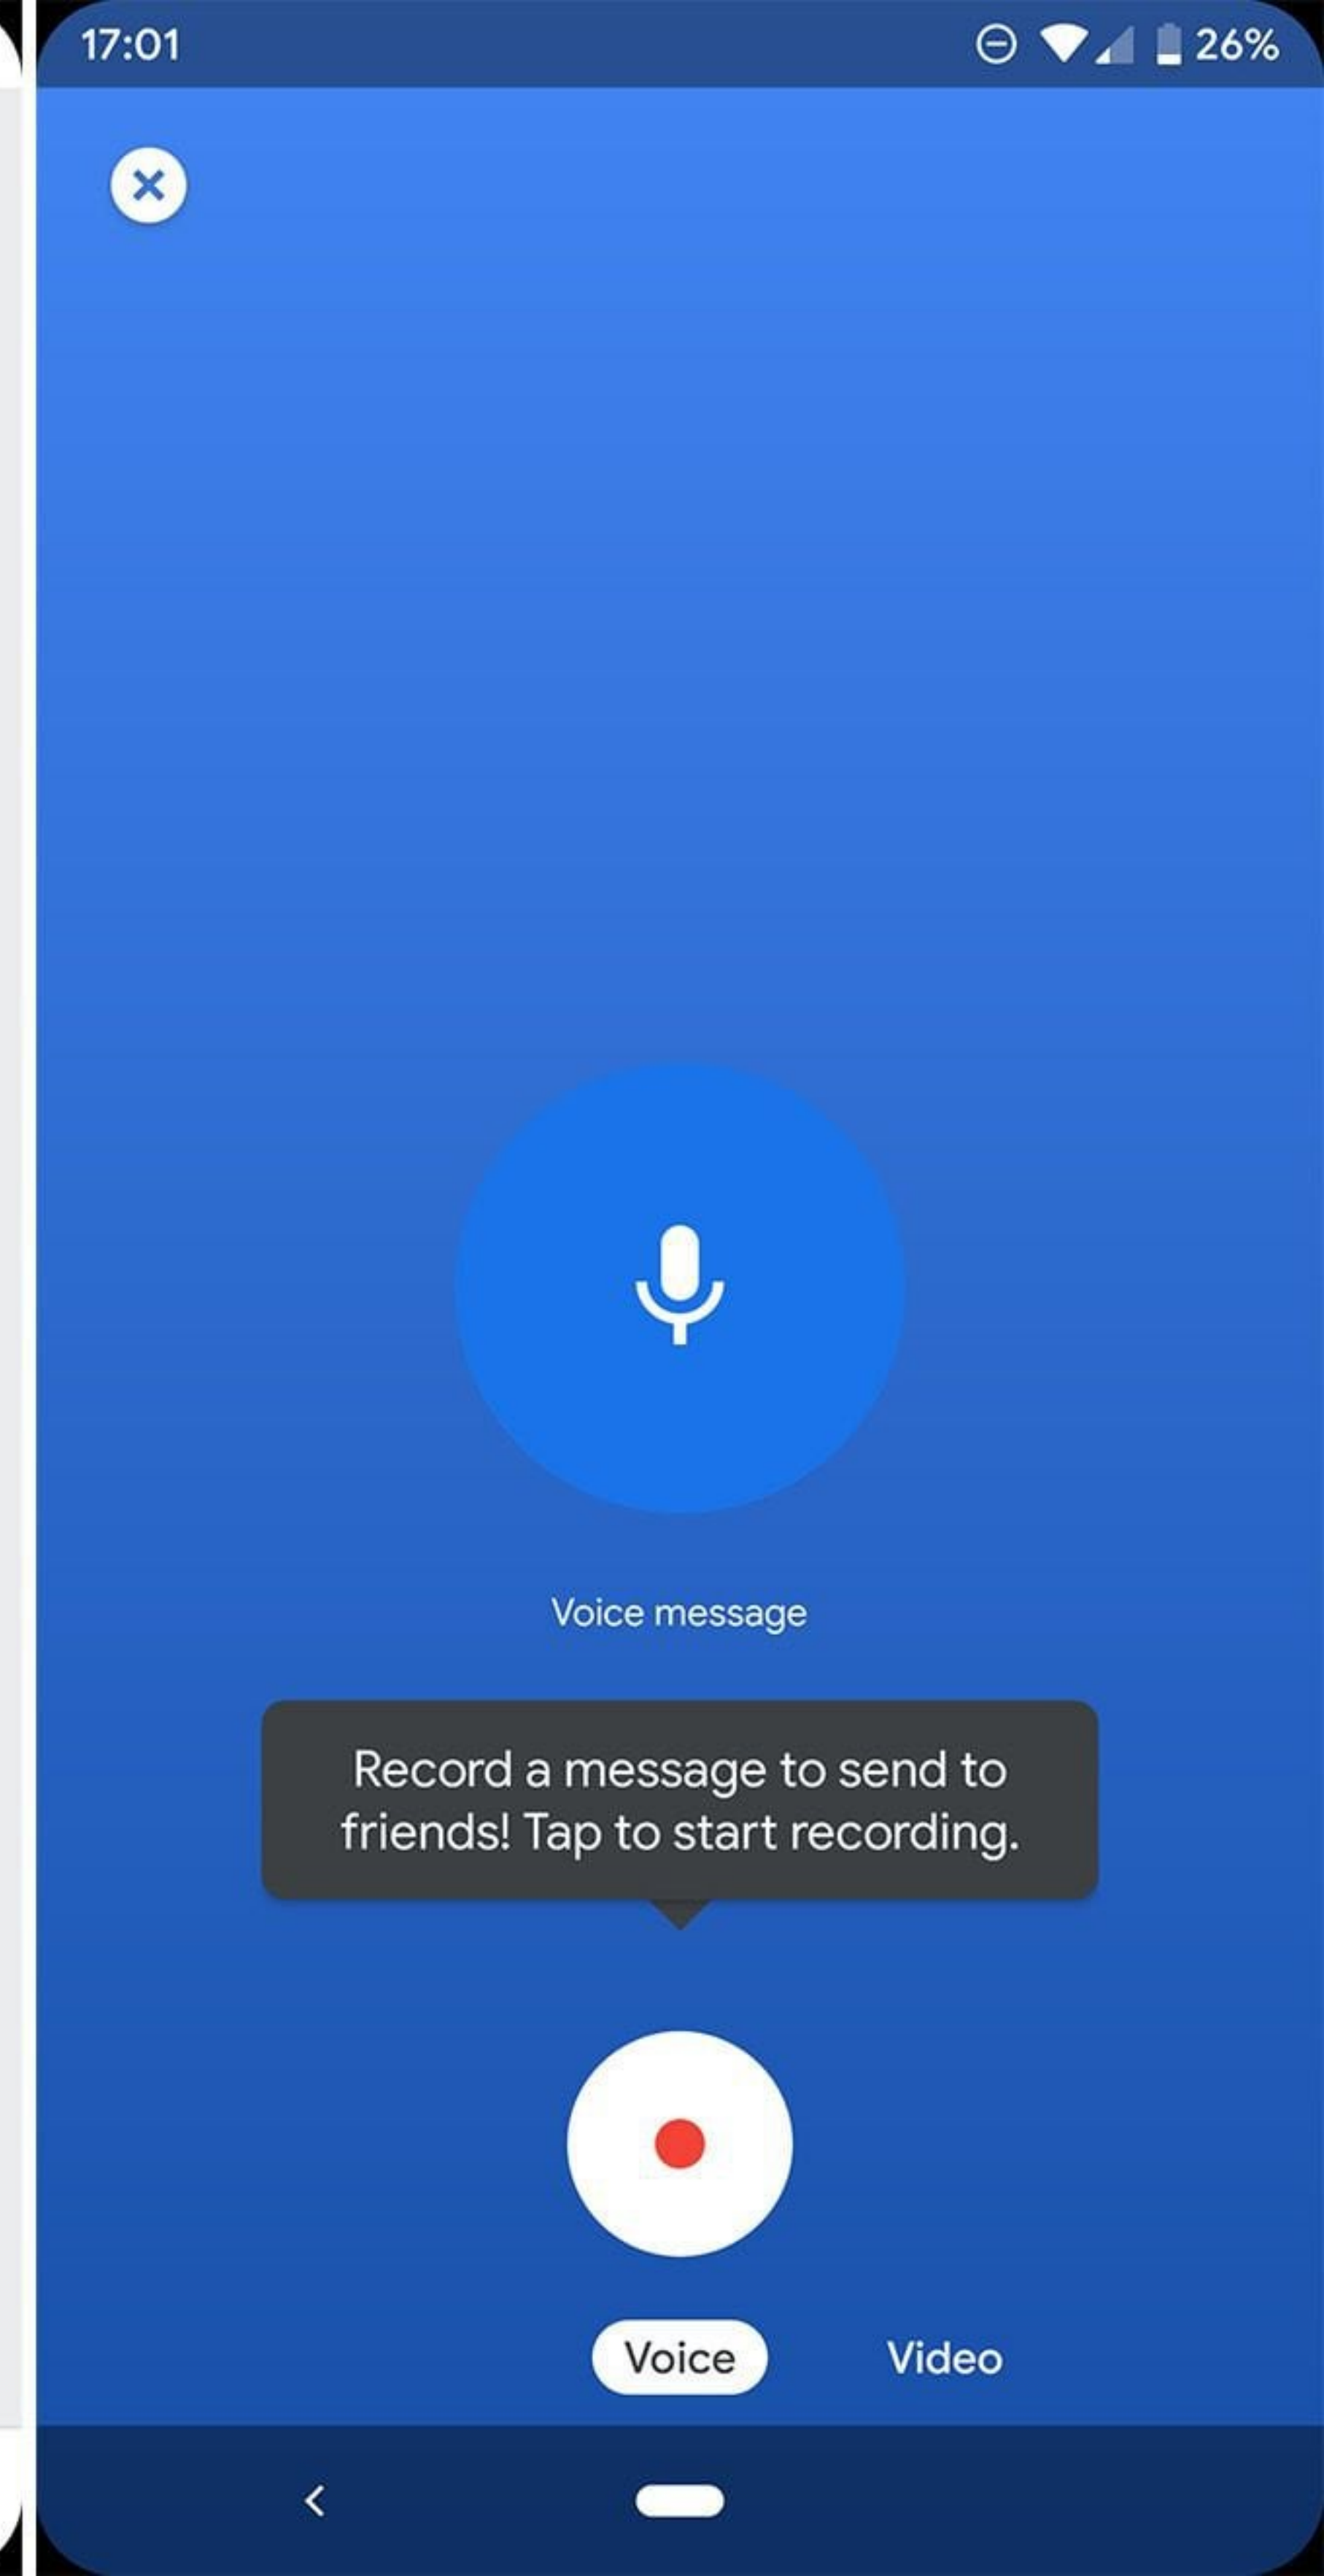 17:01
26%
Voice message
Record a message to send to
friends! Tap to start recording.
Voice
Video